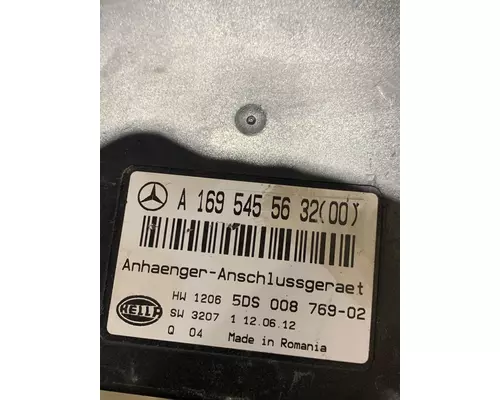 A 169 545 56 32(00)
Anhaenger-Anschlussgeraet
HW 1206 5DS 008 769-02
HELLA SW 3207 1 12.06.12
Q 04 Made in Romania